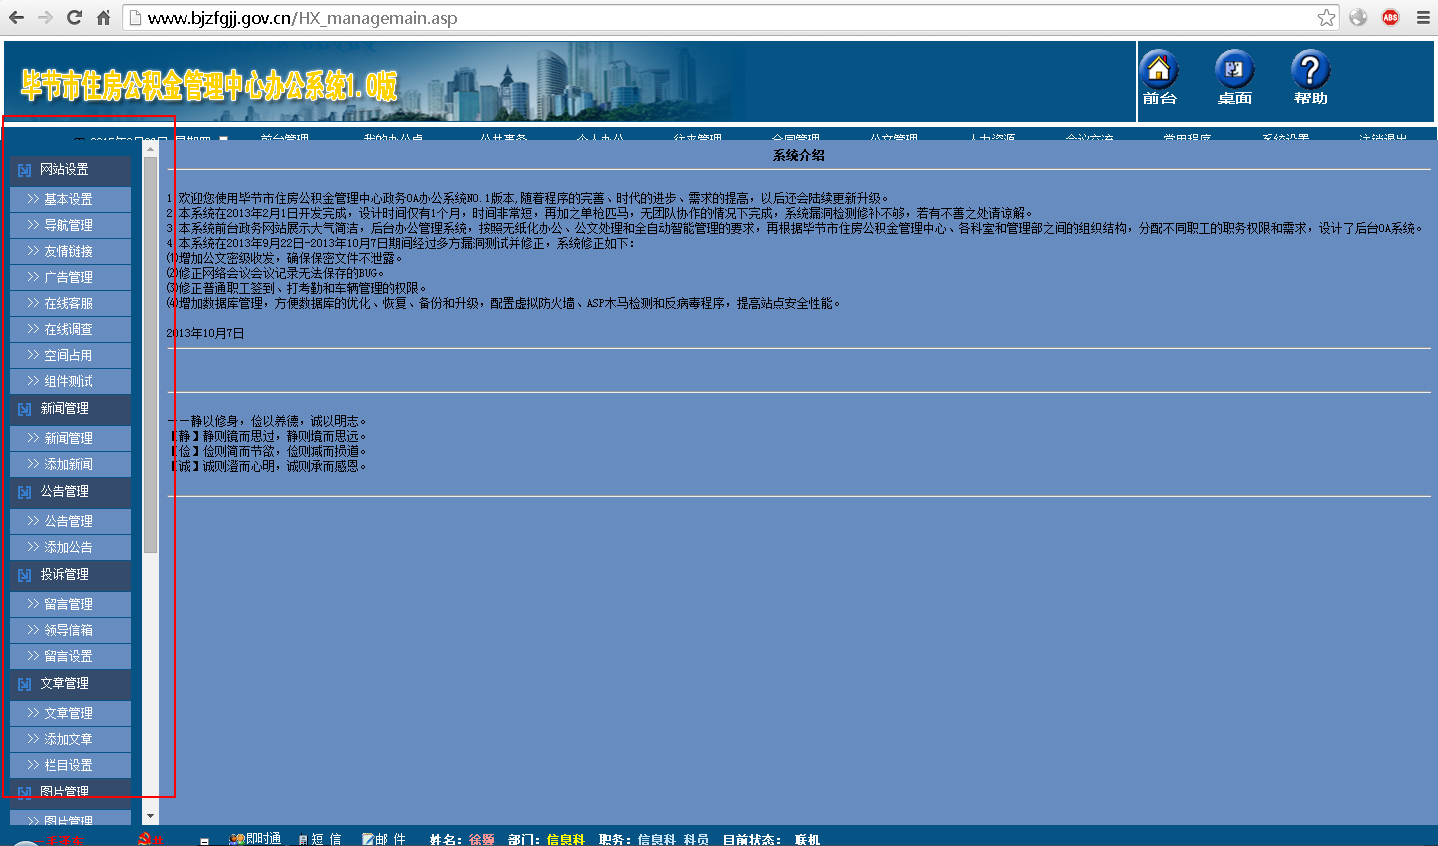 www.bjzfgjj.gov.cn/HX_managemain.asp
ABS
毕节市住房公积金管理中心办公系统1.0版
前台 桌面 帮助
前台管理 我的办公桌 公共事务 个人办公 往来管理 合同管理 公文管理 人力资源 会议交流 常用程序 系统设置 注销退出
网站设置
>> 基本设置
>> 导航管理
>> 友情链接
>> 广告管理
>> 在线客服
>> 在线调查
>> 空间占用
>> 组件测试
新闻管理
>> 新闻管理
>> 添加新闻
公告管理
>> 公告管理
>> 添加公告
投诉管理
>> 留言管理
>> 领导信箱
>> 留言设置
文章管理
>> 文章管理
>> 添加文章
>> 栏目设置
图片管理
>> 图片管理
系统介绍
1.欢迎您使用毕节市住房公积金管理中心政务OA办公系统NO.1版本,随着程序的完善、时代的进步、需求的提高，以后还会陆续更新升级。
2.本系统在2013年2月1日开发完成，设计时间仅有1个月，时间非常短，再加之单枪匹马，无团队协作的情况下完成，系统漏洞检测修补不够，若有不善之处请谅解。
3.本系统前台政务网站展示大气简洁，后台办公管理系统，按照无纸化办公、公文处理和全自动智能管理的要求，再根据毕节市住房公积金管理中心、各科室和管理部之间的组织结构，分配不同职工的职务权限和需求，设计了后台OA系统。
4.本系统在2013年9月22日-2013年10月7日期间经过多方漏洞测试并修正，系统修正如下：
⑴增加公文密级收发，确保保密文件不泄露。
⑵修正网络会议会议记录无法保存的BUG。
⑶修正普通职工签到、打考勤和车辆管理的权限。
⑷增加数据库管理，方便数据库的优化、恢复、备份和升级，配置虚拟防火墙、ASP木马检测和反病毒程序，提高站点安全性能。
2013年10月7日
——静以修身，俭以养德，诚以明志。
【静】静则镜而思过，静则境而思远。
【俭】俭则简而节欲，俭则减而损道。
【诚】诚则澄而心明，诚则承而感恩。
即时通 短 信 邮 件 姓名： 部门：信息科 职务：信息科 科员 目前状态： 联机